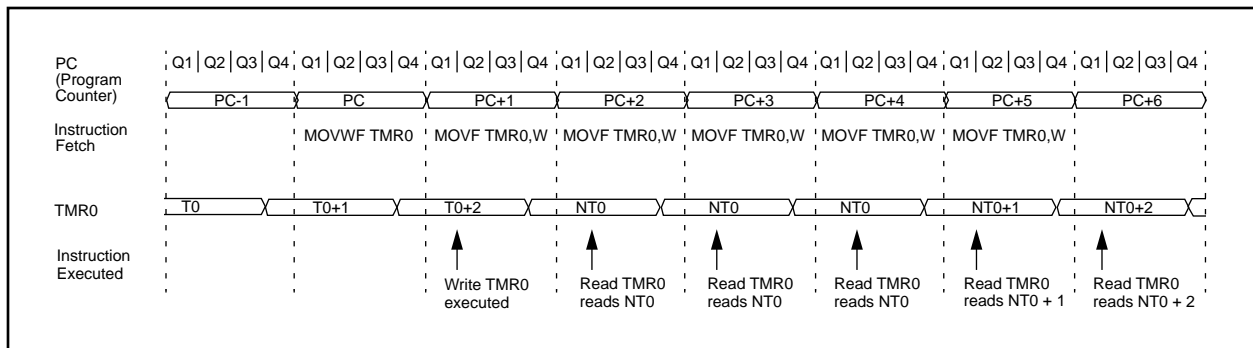 PC
(Program
Counter)
Q1 Q2 Q3 Q4 Q1 Q2 Q3 Q4 Q1 Q2 Q3 Q4 Q1 Q2 Q3 Q4 Q1 Q2 Q3 Q4 Q1 Q2 Q3 Q4 Q1 Q2 Q3 Q4 Q1 Q2 Q3 Q4
PC-1 PC PC+1 PC+2 PC+3 PC+4 PC+5 PC+6
Instruction
Fetch
MOVWF TMR0 MOVF TMR0,W MOVF TMR0,W MOVF TMR0,W MOVF TMR0,W MOVF TMR0,W
TMR0
T0 T0+1 T0+2 NT0 NT0 NT0 NT0+1 NT0+2
Instruction
Executed
Write TMR0
executed
Read TMR0
reads NT0
Read TMR0
reads NT0
Read TMR0
reads NT0
Read TMR0
reads NT0 + 1
Read TMR0
reads NT0 + 2